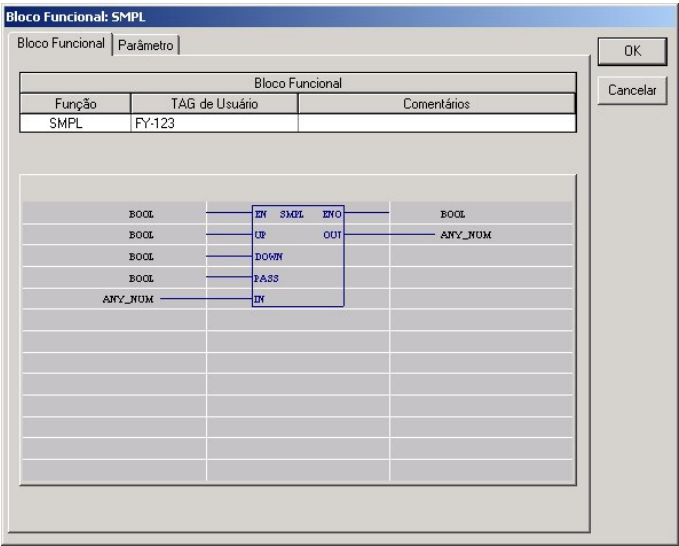 Bloco Funcional: SMPL
Bloco Funcional Parâmetro
OK
Cancelar
Bloco Funcional
Função TAG de Usuário Comentários
SMPL FY-123
BOOL EN SMPL ENO BOOL
BOOL UP OUT ANY_NUM
BOOL DOWN
BOOL PASS
ANY_NUM IN